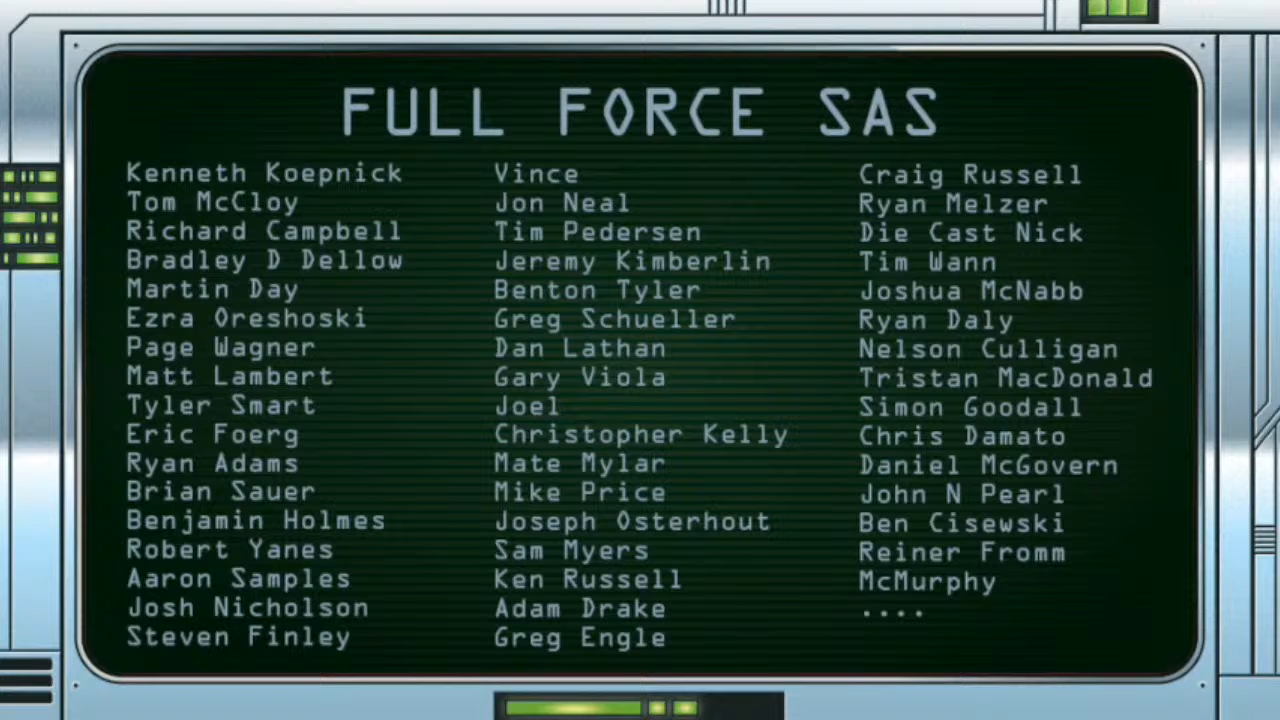 FULL FORCE SAS
Kenneth Koepnick
Tom McCloy
Richard Campbell
Bradley D Dellow
Martin Day
Ezra Oreshoski
Page Wagner
Matt Lambert
Tyler Smart
Eric Foerg
Ryan Adams
Brian Sauer
Benjamin Holmes
Robert Yanes
Aaron Samples
Josh Nicholson
Steven Finley
Vince
Jon Neal
Tim Pedersen
Jeremy Kimberlin
Benton Tyler
Greg Schueller
Dan Lathan
Gary Viola
Joel
Christopher Kelly
Mate Mylar
Mike Price
Joseph Osterhout
Sam Myers
Ken Russell
Adam Drake
Greg Engle
Craig Russell
Ryan Melzer
Die Cast Nick
Tim Wann
Joshua McNabb
Ryan Daly
Nelson Culligan
Tristan MacDonald
Simon Goodall
Chris Damato
Daniel McGovern
John N Pearl
Ben Cisewski
Reiner Fromm
McMurphy
....